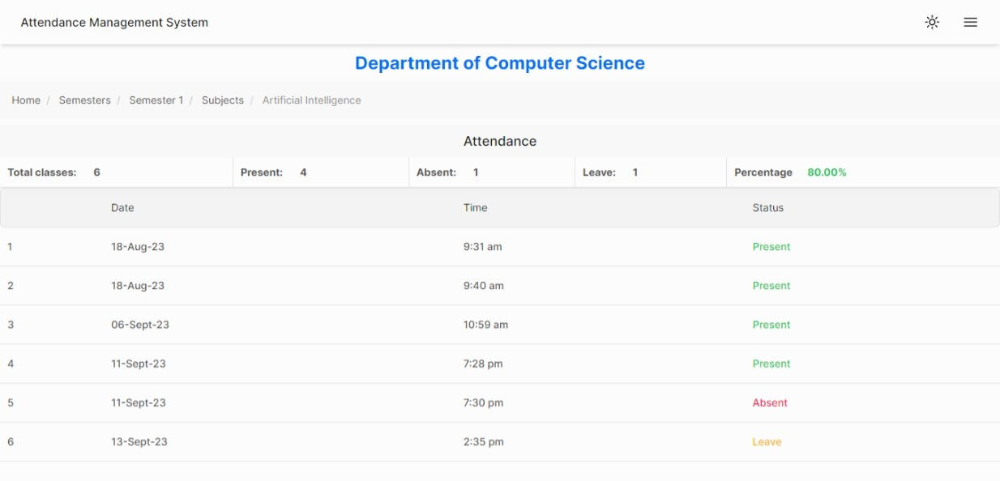 Attendance Management System
Department of Computer Science
Home / Semesters / Semester 1 / Subjects / Artificial Intelligence
Attendance
Total classes: 6 Present: 4 Absent: 1 Leave: 1 Percentage 80.00%
Date Time Status
1 18-Aug-23 9:31 am Present
2 18-Aug-23 9:40 am Present
3 06-Sept-23 10:59 am Present
4 11-Sept-23 7:28 pm Present
5 11-Sept-23 7:30 pm Absent
6 13-Sept-23 2:35 pm Leave